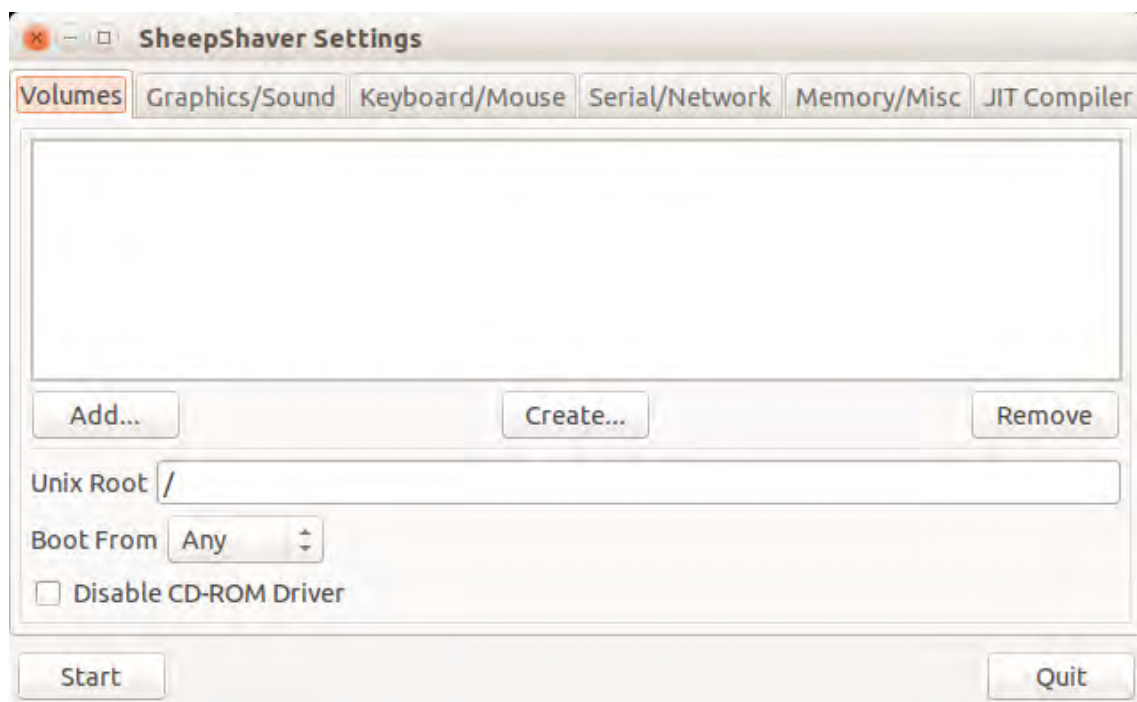 SheepShaver Settings
Volumes Graphics/Sound Keyboard/Mouse Serial/Network Memory/Misc JIT Compiler
Add... Create... Remove
Unix Root /
Boot From Any
Disable CD-ROM Driver
Start Quit